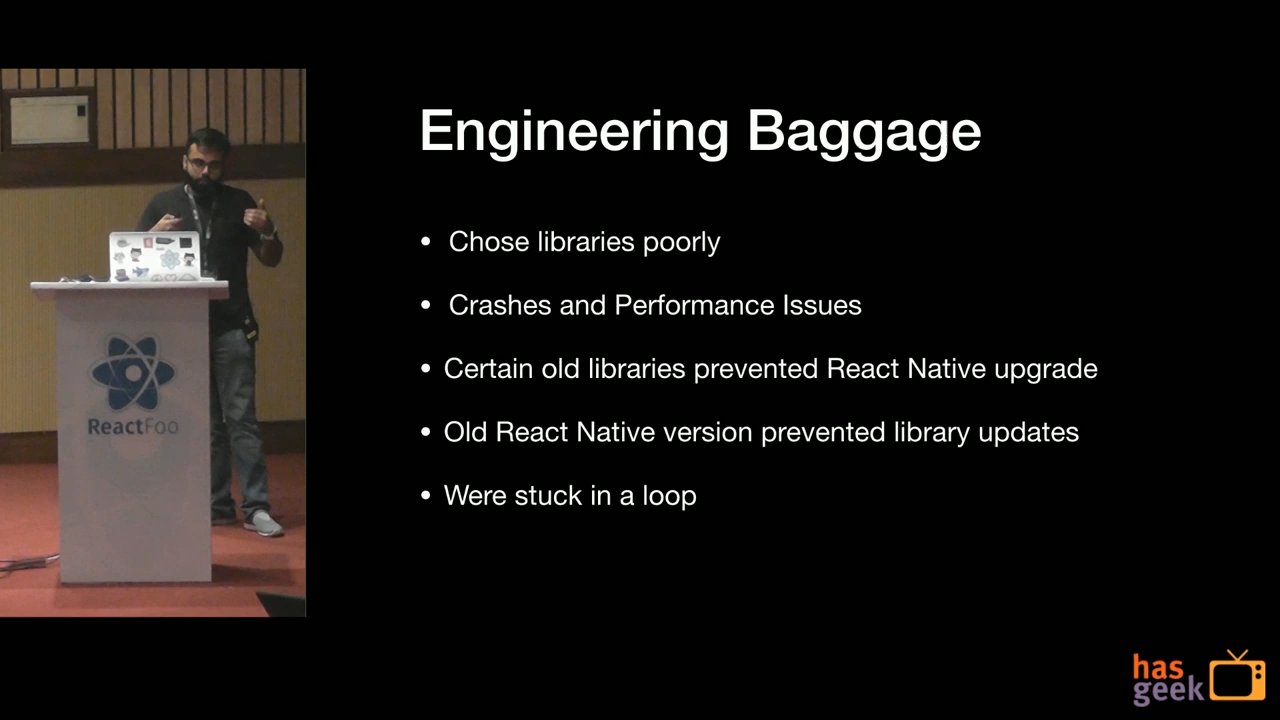 Engineering Baggage
• Chose libraries poorly
• Crashes and Performance Issues
• Certain old libraries prevented React Native upgrade
• Old React Native version prevented library updates
• Were stuck in a loop
ReactFoo
has
geek